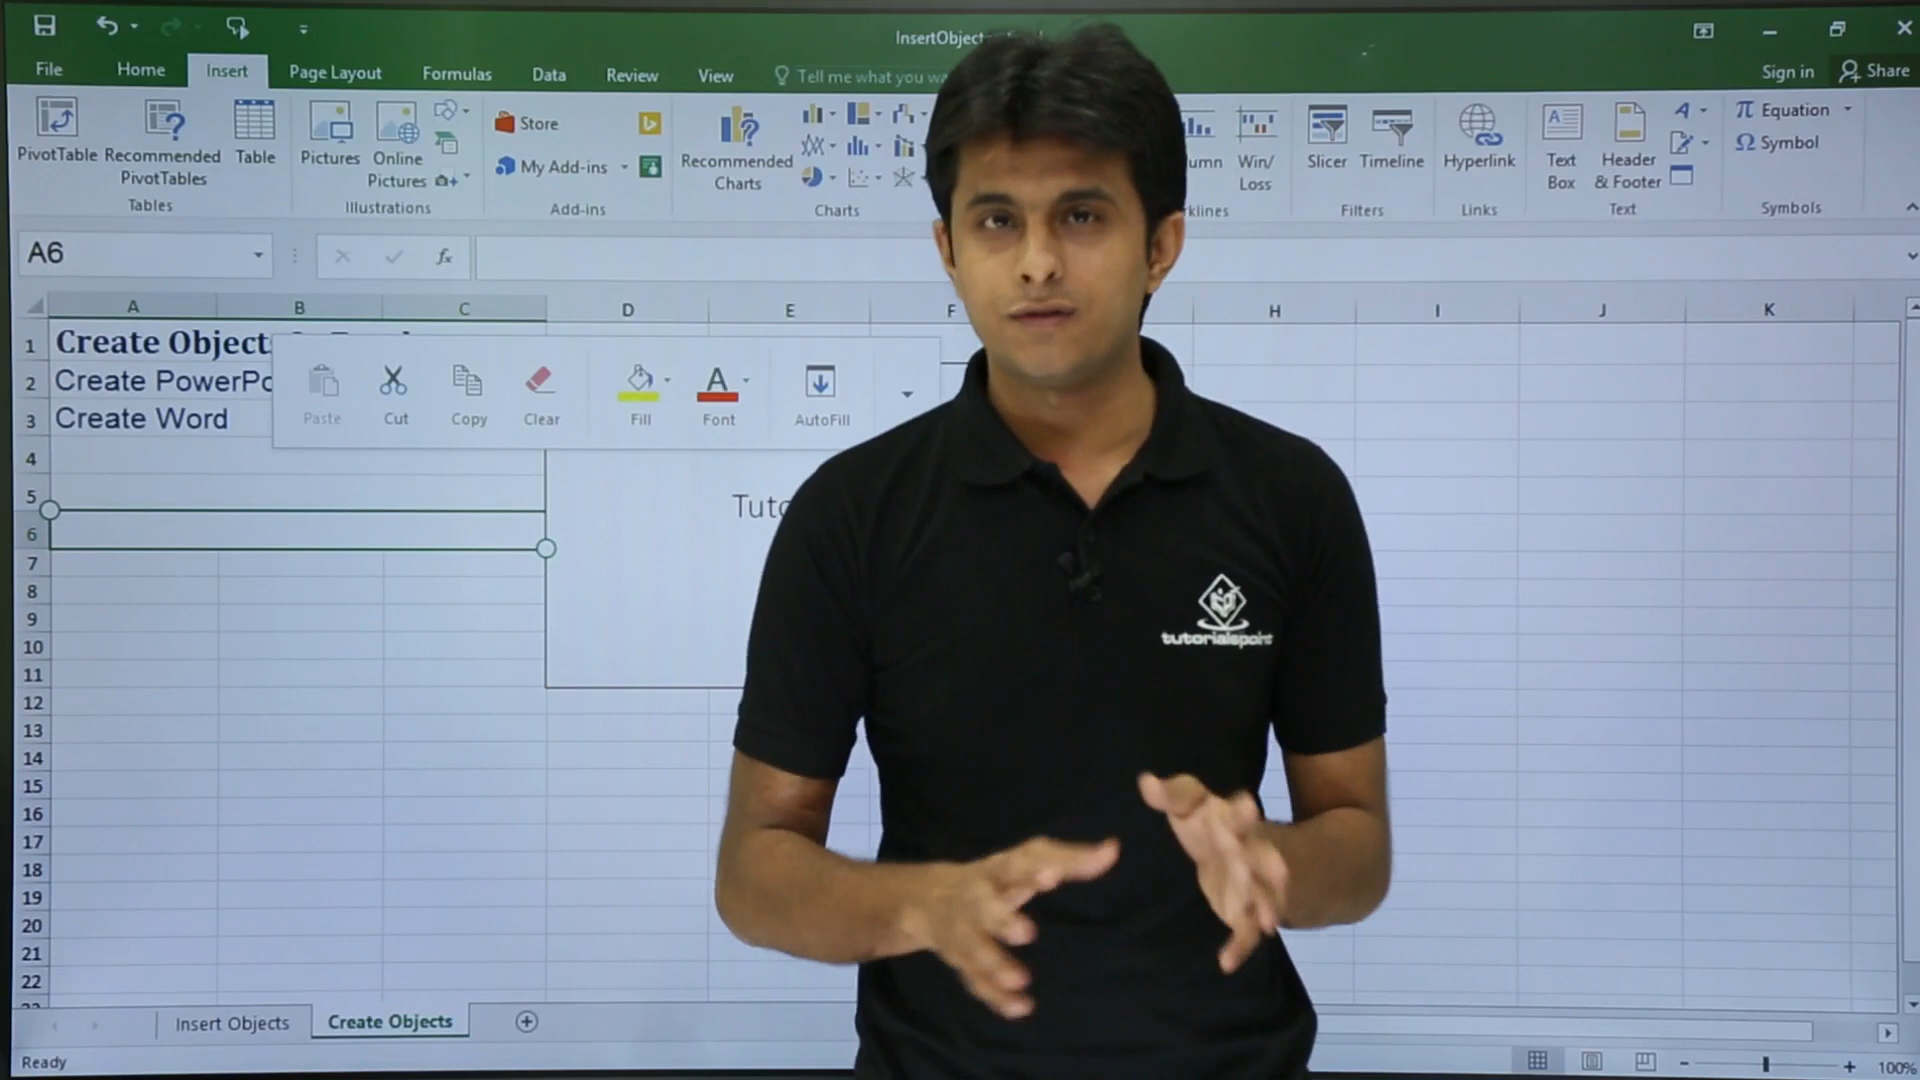 InsertObject
File Home Insert Page Layout Formulas Data Review View Tell me what you Sign in Share
PivotTable Recommended PivotTables Table
Tables
Pictures Online Pictures
Illustrations
Store
My Add-ins
Add-ins
Recommended Charts
Charts
Win/ Loss
Slicer Timeline
Filters
Hyperlink
Links
Text Box Header & Footer
Text
π Equation
Ω Symbol
Symbols
A6 fx
A B C D E F H I J K
1 Create Objects
2 Create PowerPo
3 Create Word
Paste Cut Copy Clear Fill Font AutoFill
4
5
Tuto
6
7
8
9
tutorialspoint
10
11
12
13
14
15
16
17
18
19
20
21
22
Insert Objects Create Objects
Ready 100%